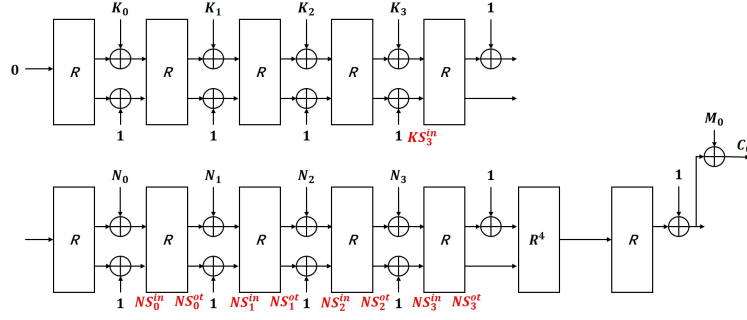 K₀ K₁ K₂ K₃ 1
0 R R R R R
1 1 1 1 KS₃ⁱⁿ
M₀
N₀ N₁ N₂ N₃ 1 1 C
R R R R R R⁴ R
1 NS₀ⁱⁿ NS₀ᵒᵗ 1 NS₁ⁱⁿ NS₁ᵒᵗ 1 NS₂ⁱⁿ NS₂ᵒᵗ 1 NS₃ⁱⁿ NS₃ᵒᵗ